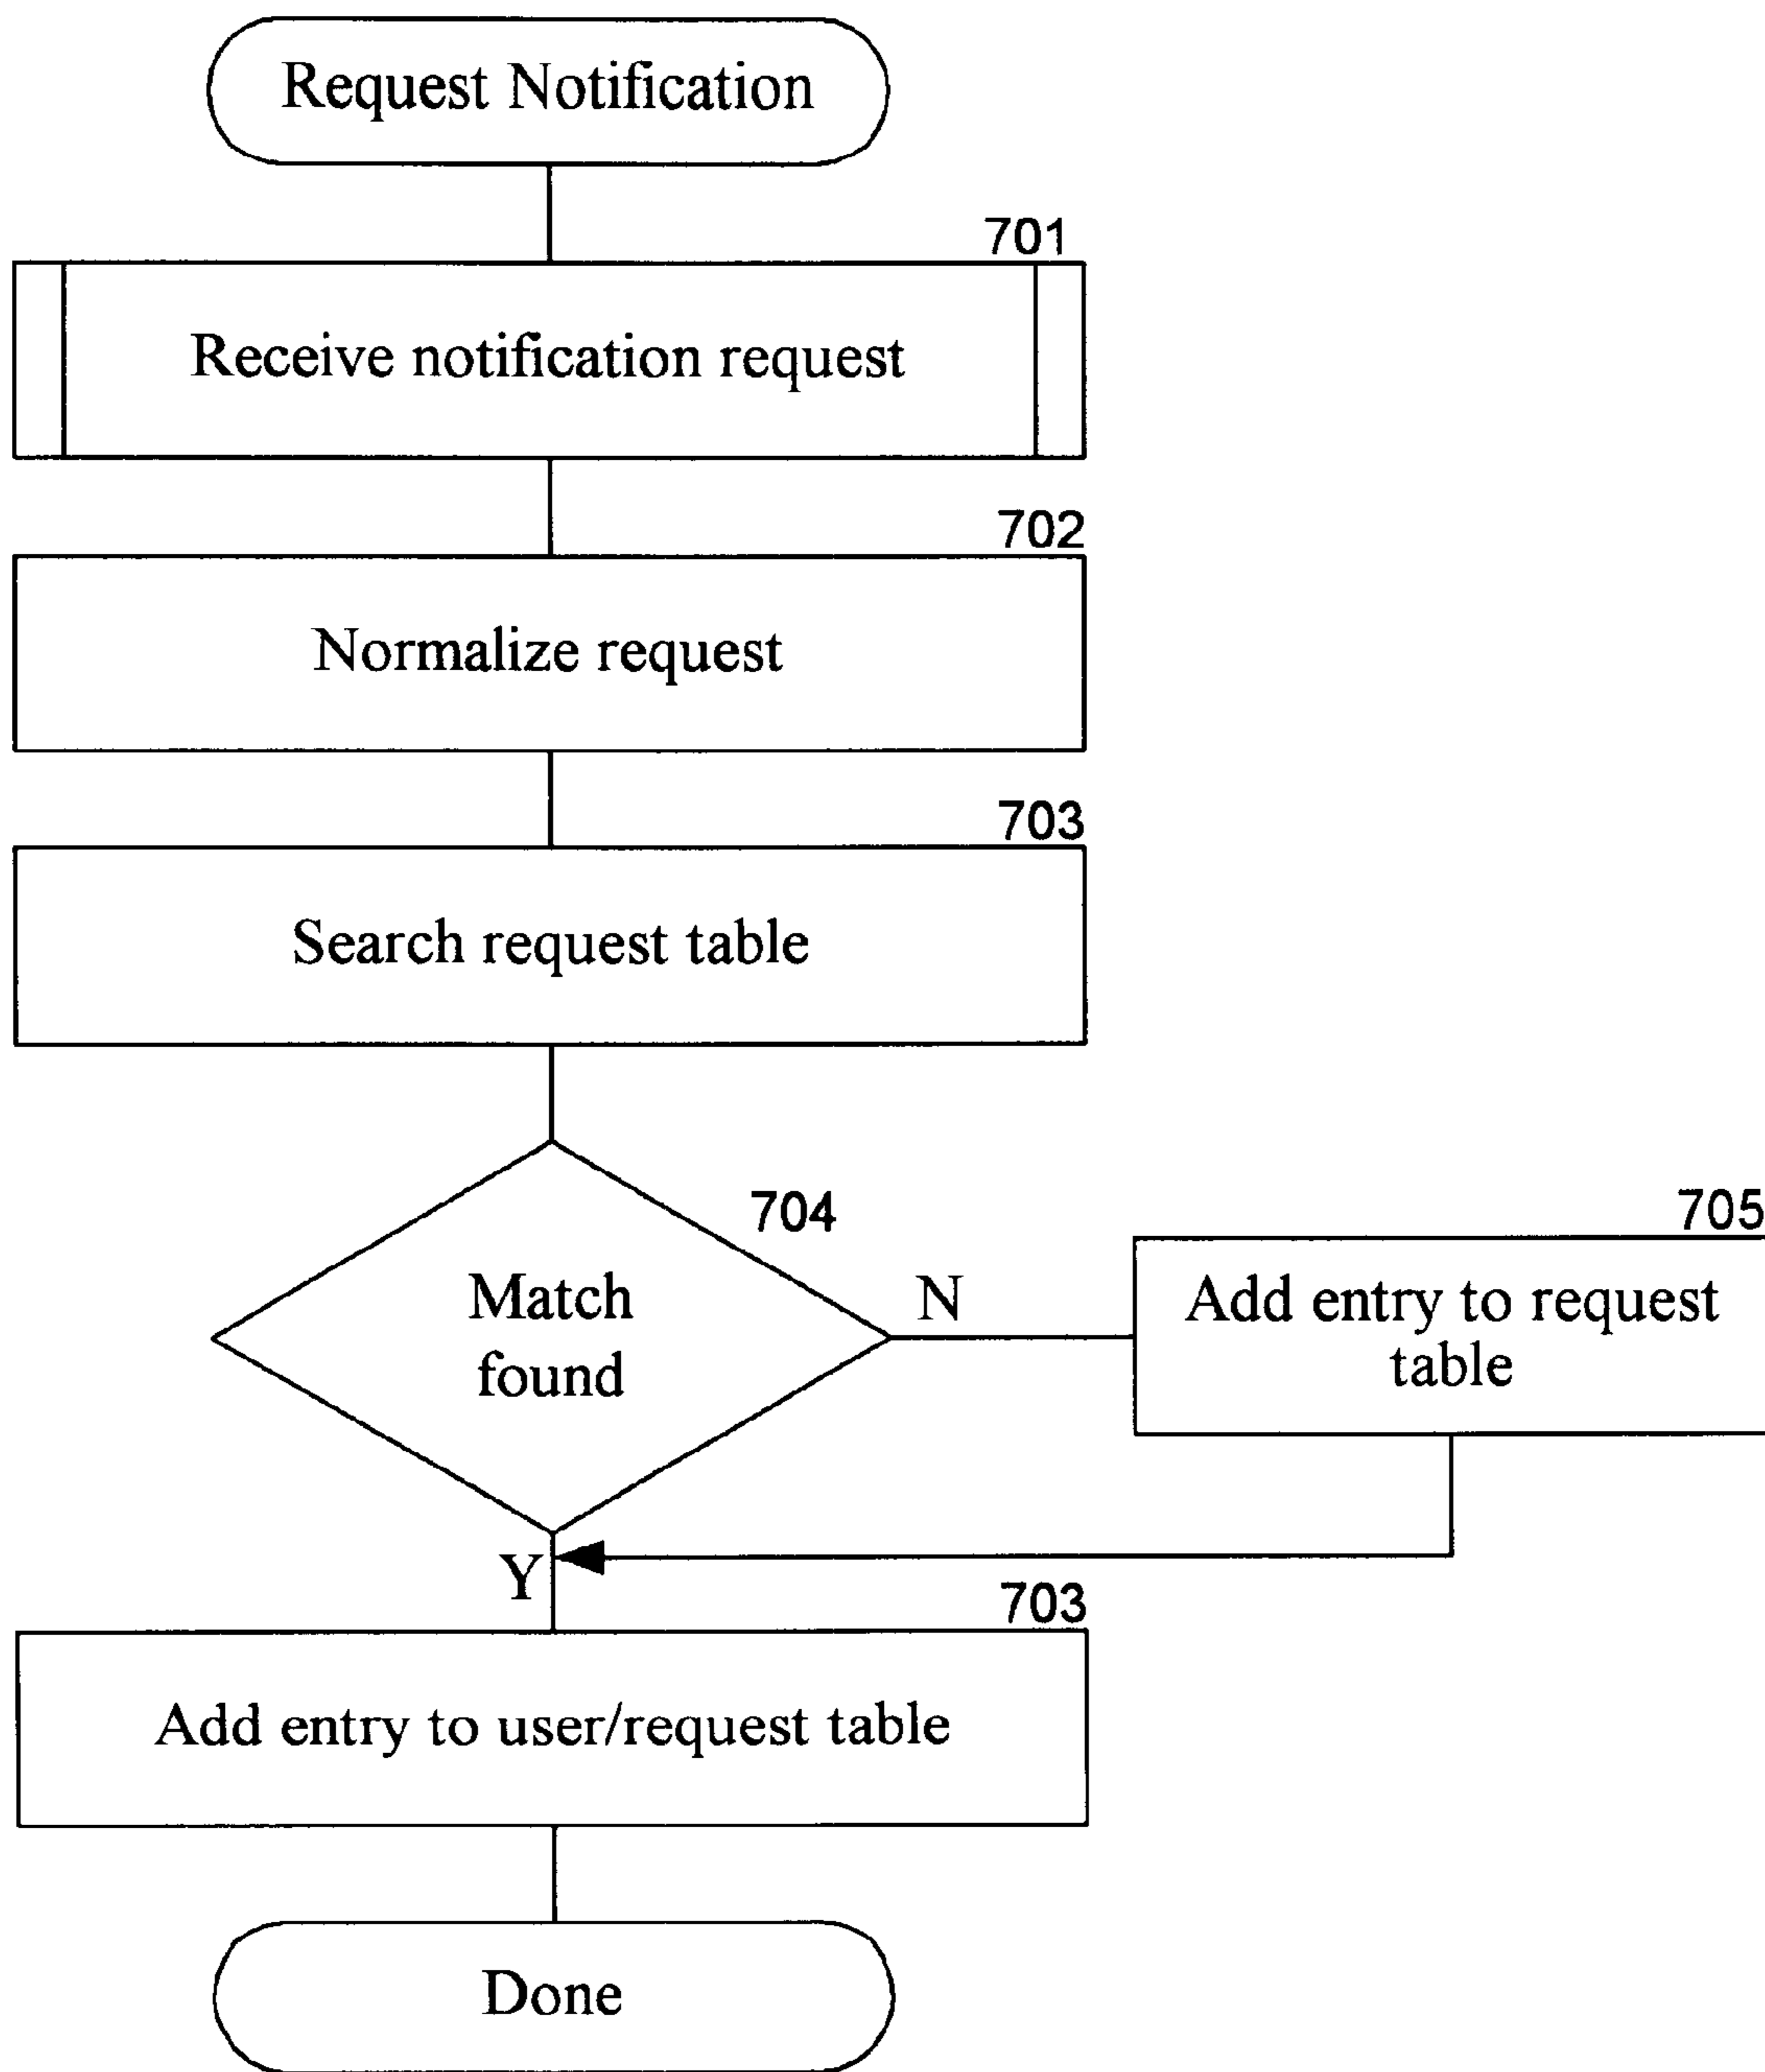 Request Notification
701
Receive notification request
702
Normalize request
703
Search request table
704
Match
found
N
705
Add entry to request
table
Y
703
Add entry to user/request table
Done